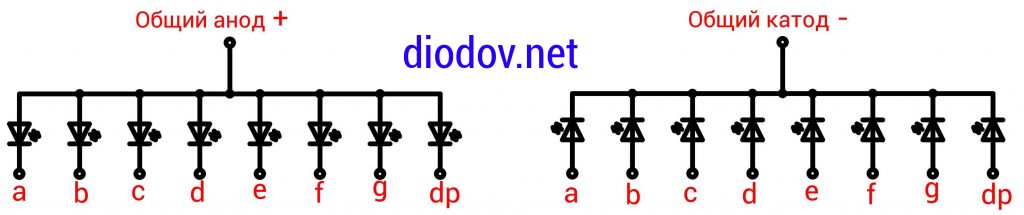 Общий анод +
Общий катод -
diodov.net
a b c d e f g dp
a b c d e f g dp